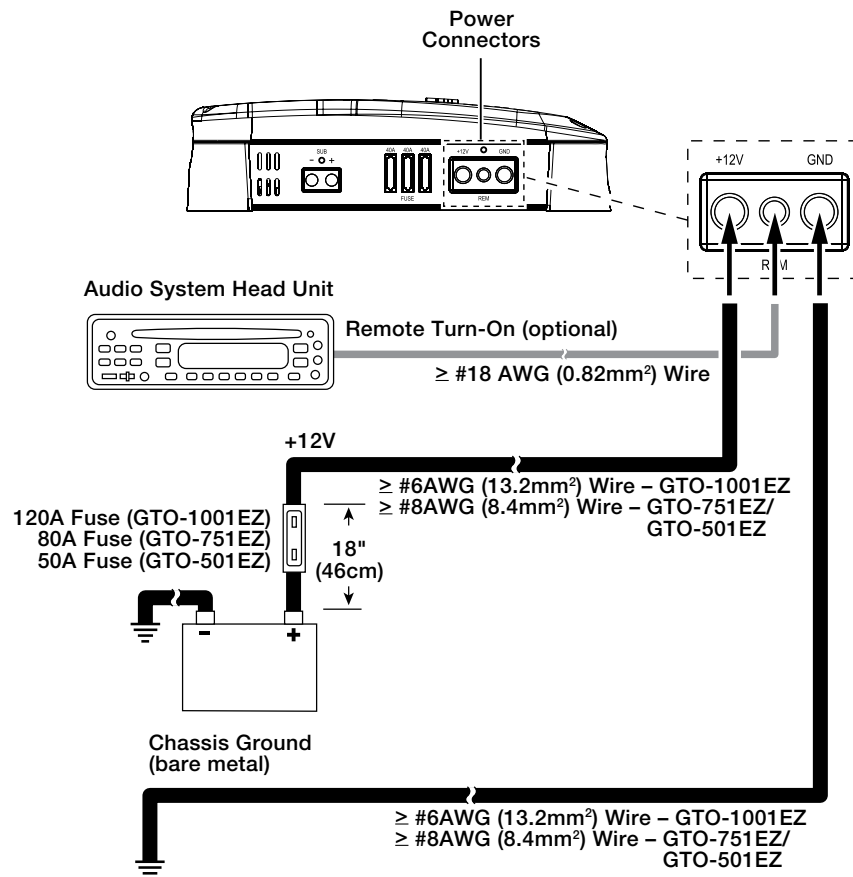 Power
Connectors
SUB
- +
40A 40A 40A
FUSE
+12V GND
REM
+12V GND
Audio System Head Unit
Remote Turn-On (optional)
≥ #18 AWG (0.82mm²) Wire
+12V
≥ #6AWG (13.2mm²) Wire – GTO-1001EZ
≥ #8AWG (8.4mm²) Wire – GTO-751EZ/
GTO-501EZ
120A Fuse (GTO-1001EZ)
80A Fuse (GTO-751EZ)
50A Fuse (GTO-501EZ)
18"
(46cm)
- +
Chassis Ground
(bare metal)
≥ #6AWG (13.2mm²) Wire – GTO-1001EZ
≥ #8AWG (8.4mm²) Wire – GTO-751EZ/
GTO-501EZ